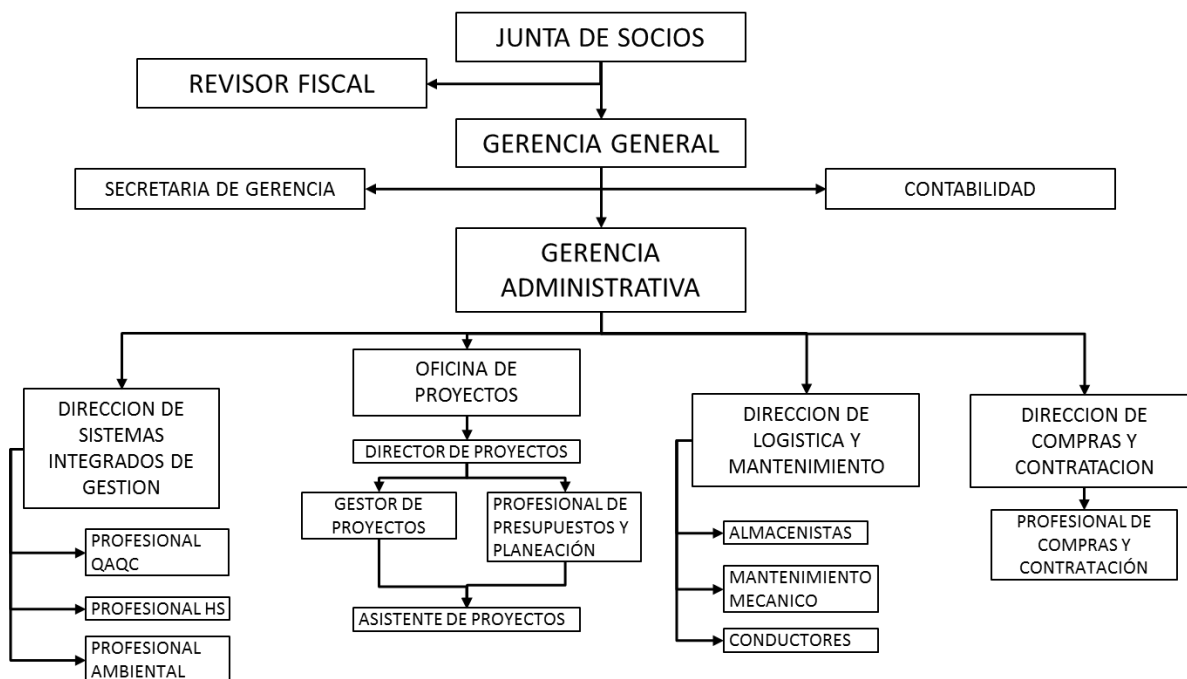 JUNTA DE SOCIOS
REVISOR FISCAL
GERENCIA GENERAL
SECRETARIA DE GERENCIA
CONTABILIDAD
GERENCIA
ADMINISTRATIVA
DIRECCION DE
SISTEMAS
INTEGRADOS DE
GESTION
PROFESIONAL
QAQC
PROFESIONAL HS
PROFESIONAL
AMBIENTAL
OFICINA DE
PROYECTOS
DIRECTOR DE PROYECTOS
GESTOR DE
PROYECTOS
PROFESIONAL DE
PRESUPUESTOS Y
PLANEACIÓN
ASISTENTE DE PROYECTOS
DIRECCION DE
LOGISTICA Y
MANTENIMIENTO
ALMACENISTAS
MANTENIMIENTO
MECANICO
CONDUCTORES
DIRECCION DE
COMPRAS Y
CONTRATACION
PROFESIONAL DE
COMPRAS Y
CONTRATACIÓN